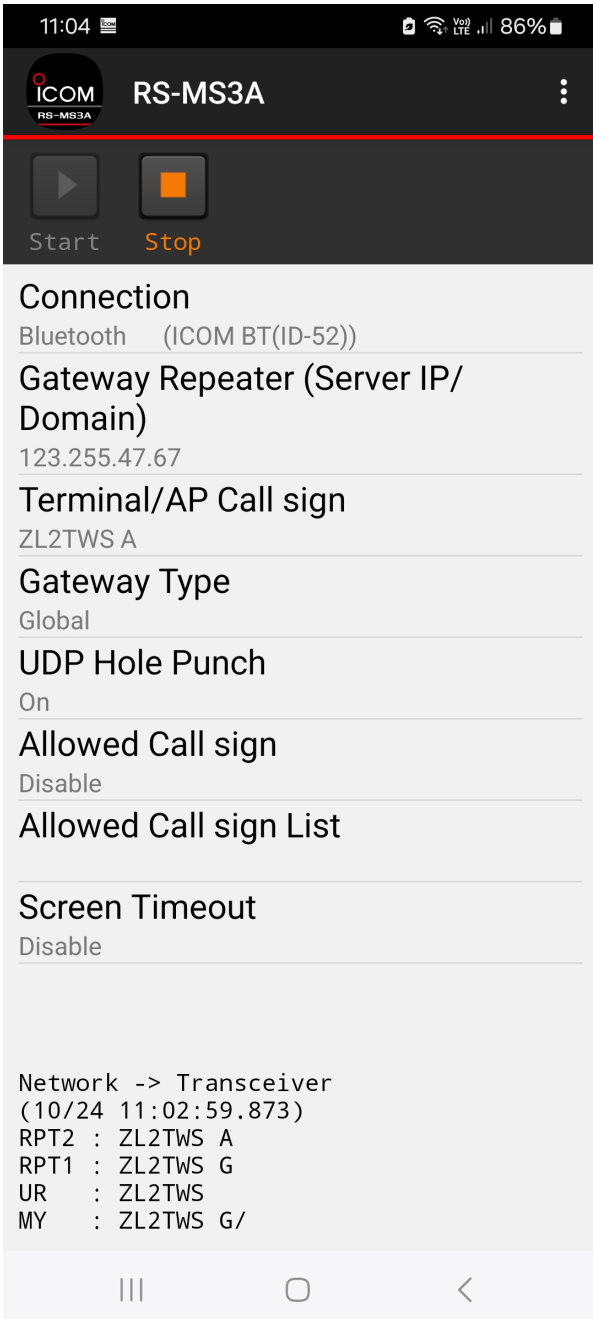 11:04 ICOM Vo)) LTE 86%
ICOM
RS-MS3A
RS-MS3A
Start Stop
Connection
Bluetooth (ICOM BT(ID-52))
Gateway Repeater (Server IP/
Domain)
123.255.47.67
Terminal/AP Call sign
ZL2TWS A
Gateway Type
Global
UDP Hole Punch
On
Allowed Call sign
Disable
Allowed Call sign List
Screen Timeout
Disable
Network -> Transceiver
(10/24 11:02:59.873)
RPT2 : ZL2TWS A
RPT1 : ZL2TWS G
UR : ZL2TWS
MY : ZL2TWS G/